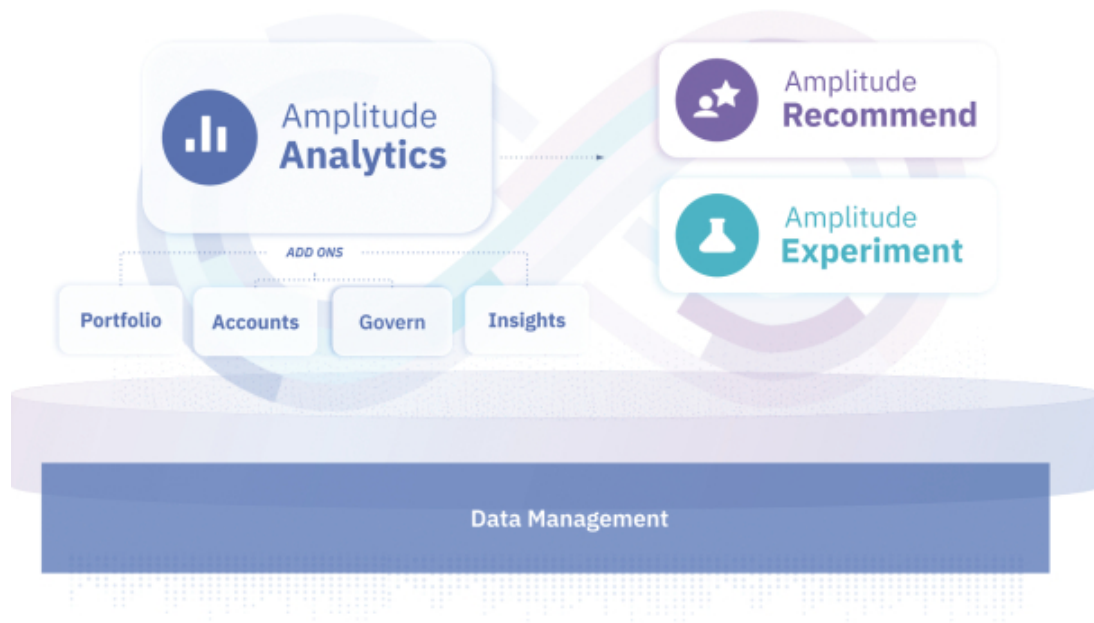 Amplitude
Analytics
Amplitude
Recommend
Amplitude
Experiment
ADD ONS
Portfolio
Accounts
Govern
Insights
Data Management